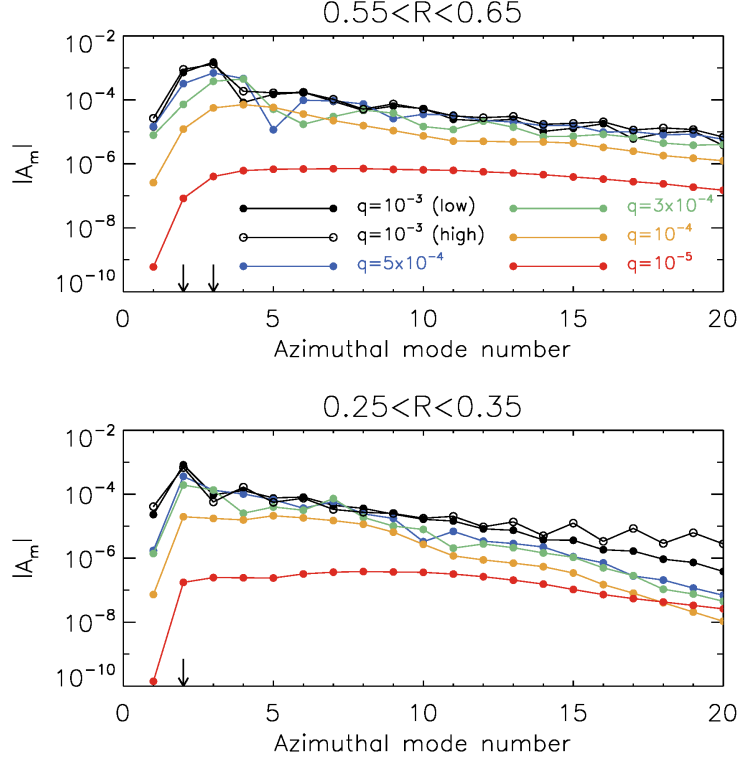 0.55<R<0.65
10⁻²
10⁻⁴
10⁻⁶
10⁻⁸
10⁻¹⁰
|Aₘ|
q=10⁻³ (low)
q=10⁻³ (high)
q=5x10⁻⁴
q=3x10⁻⁴
q=10⁻⁴
q=10⁻⁵
0 5 10 15 20
Azimuthal mode number
0.25<R<0.35
10⁻²
10⁻⁴
10⁻⁶
10⁻⁸
10⁻¹⁰
|Aₘ|
0 5 10 15 20
Azimuthal mode number